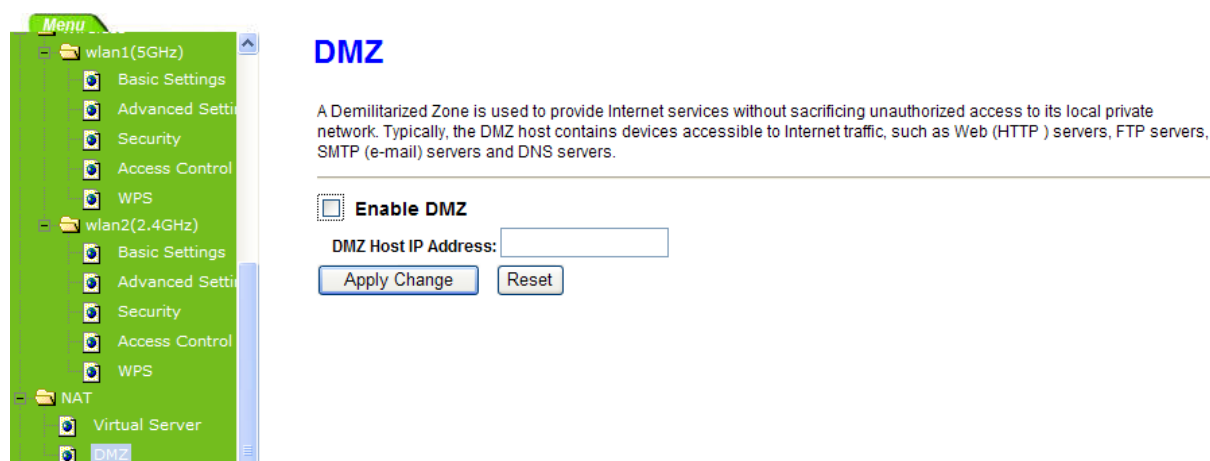 Menu
wlan1(5GHz)
Basic Settings
Advanced Setti
Security
Access Control
WPS
wlan2(2.4GHz)
Basic Settings
Advanced Setti
Security
Access Control
WPS
NAT
Virtual Server
DMZ
DMZ
A Demilitarized Zone is used to provide Internet services without sacrificing unauthorized access to its local private
network. Typically, the DMZ host contains devices accessible to Internet traffic, such as Web (HTTP ) servers, FTP servers,
SMTP (e-mail) servers and DNS servers.
Enable DMZ
DMZ Host IP Address:
Apply Change Reset